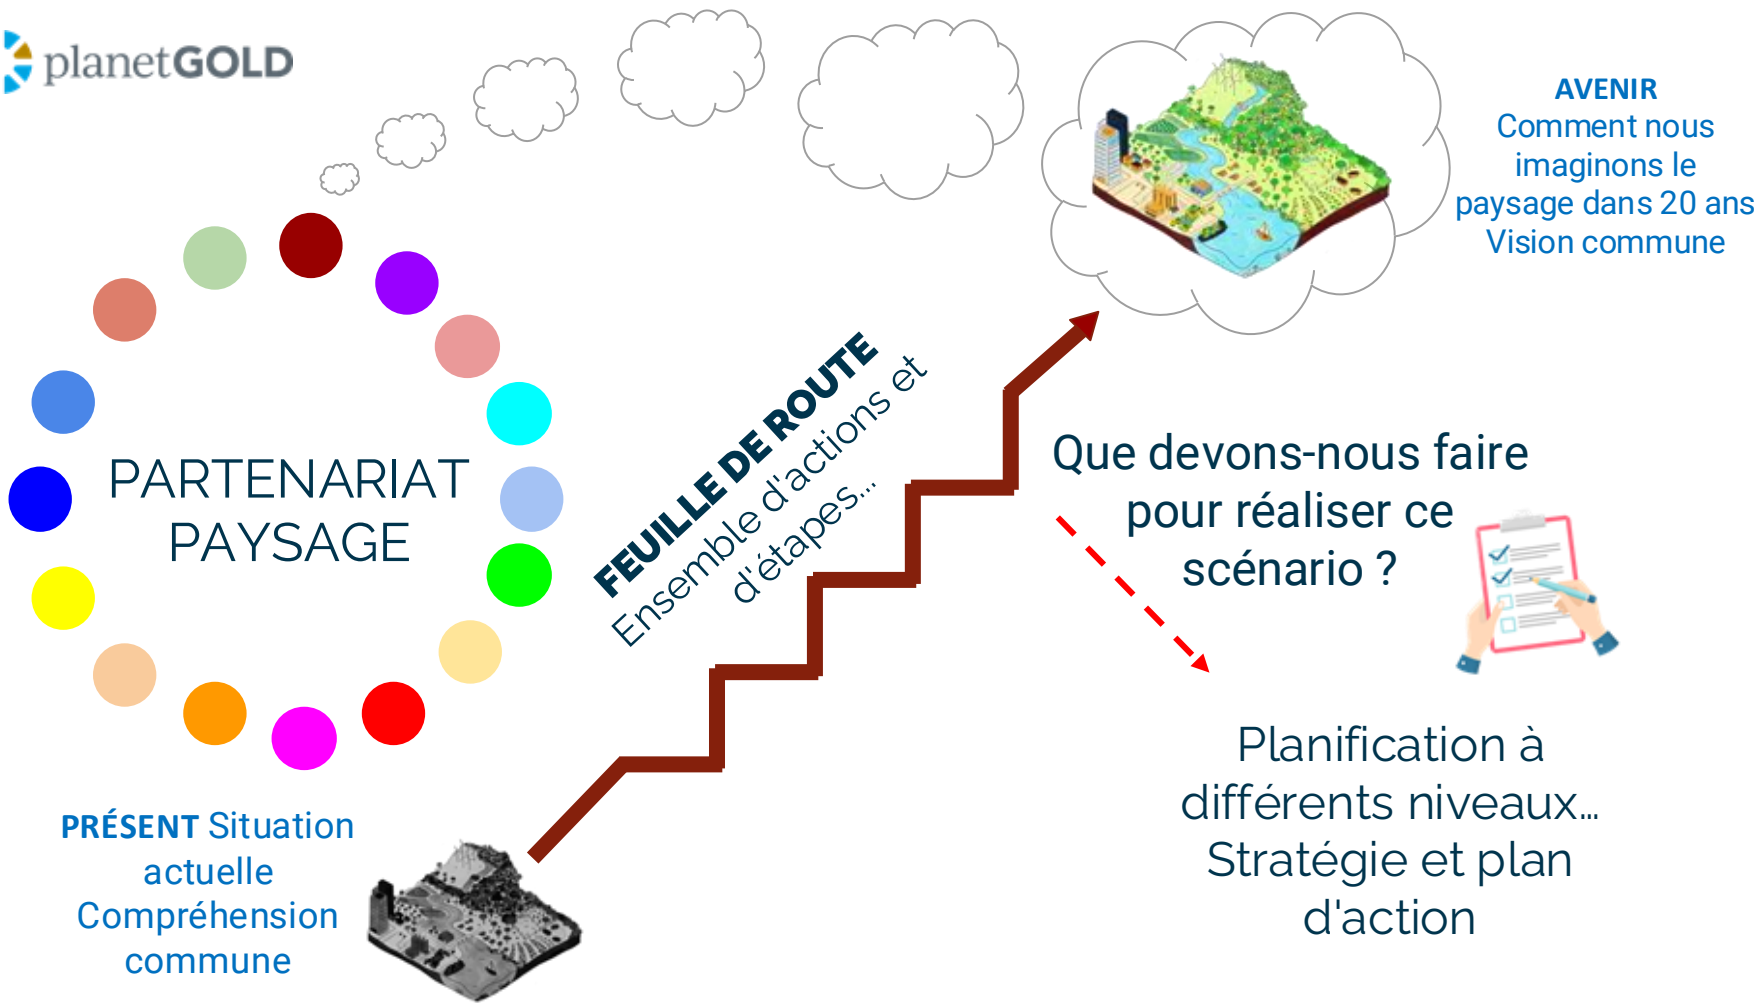 planetGOLD
AVENIR
Comment nous
imaginons le
paysage dans 20 ans
Vision commune
PARTENARIAT
PAYSAGE
FEUILLE DE ROUTE
Ensemble d'actions et
d'étapes...
Que devons-nous faire
pour réaliser ce
scénario ?
Planification à
différents niveaux...
Stratégie et plan
d'action
PRÉSENT Situation
actuelle
Compréhension
commune